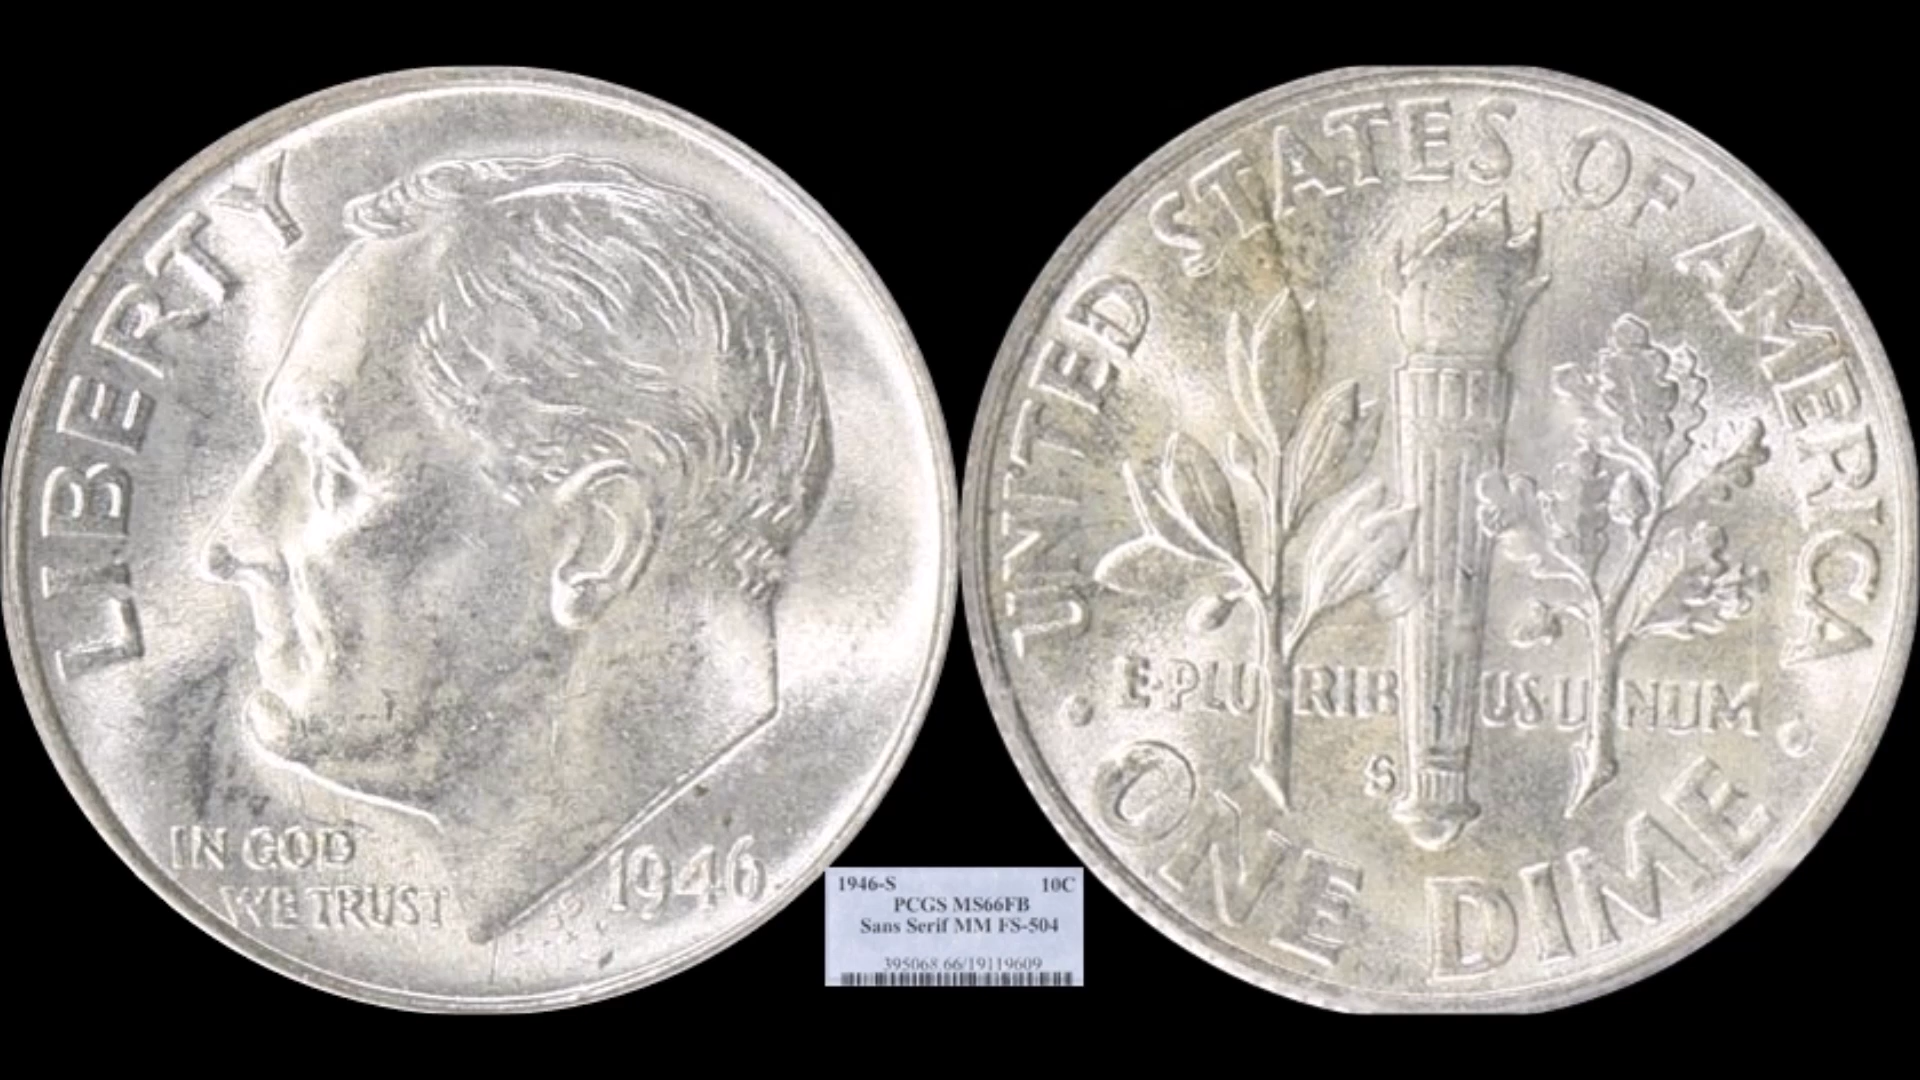 LIBERTY
IN GOD
WE TRUST
1946
JS
UNITED STATES OF AMERICA
E·PLURIBUS UNUM
S
ONE DIME
1946-S 10C
PCGS MS66FB
Sans Serif MM FS-504
395068.66/19119609